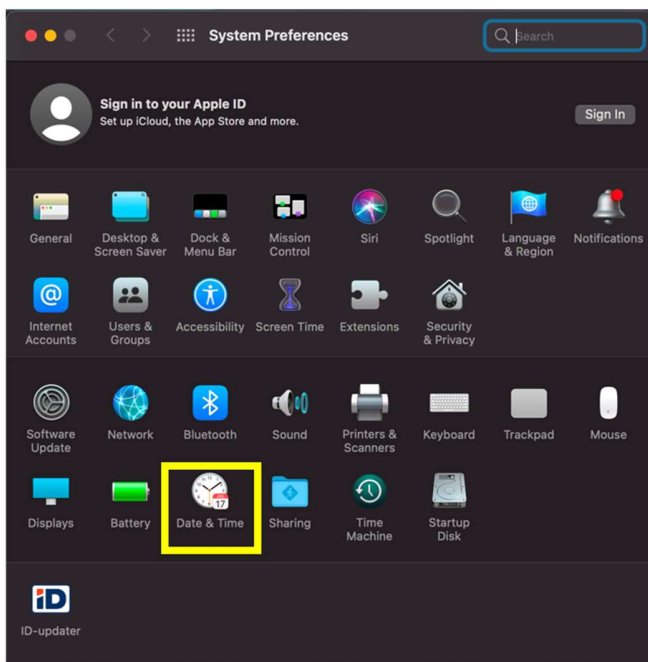 System Preferences
Search
Sign in to your Apple ID
Set up iCloud, the App Store and more.
Sign In
General
Desktop &
Screen Saver
Dock &
Menu Bar
Mission
Control
Siri
Spotlight
Language
& Region
Notifications
Internet
Accounts
Users &
Groups
Accessibility
Screen Time
Extensions
Security
& Privacy
Software
Update
Network
Bluetooth
Sound
Printers &
Scanners
Keyboard
Trackpad
Mouse
Displays
Battery
17
Date & Time
Sharing
Time
Machine
Startup
Disk
iD
ID-updater